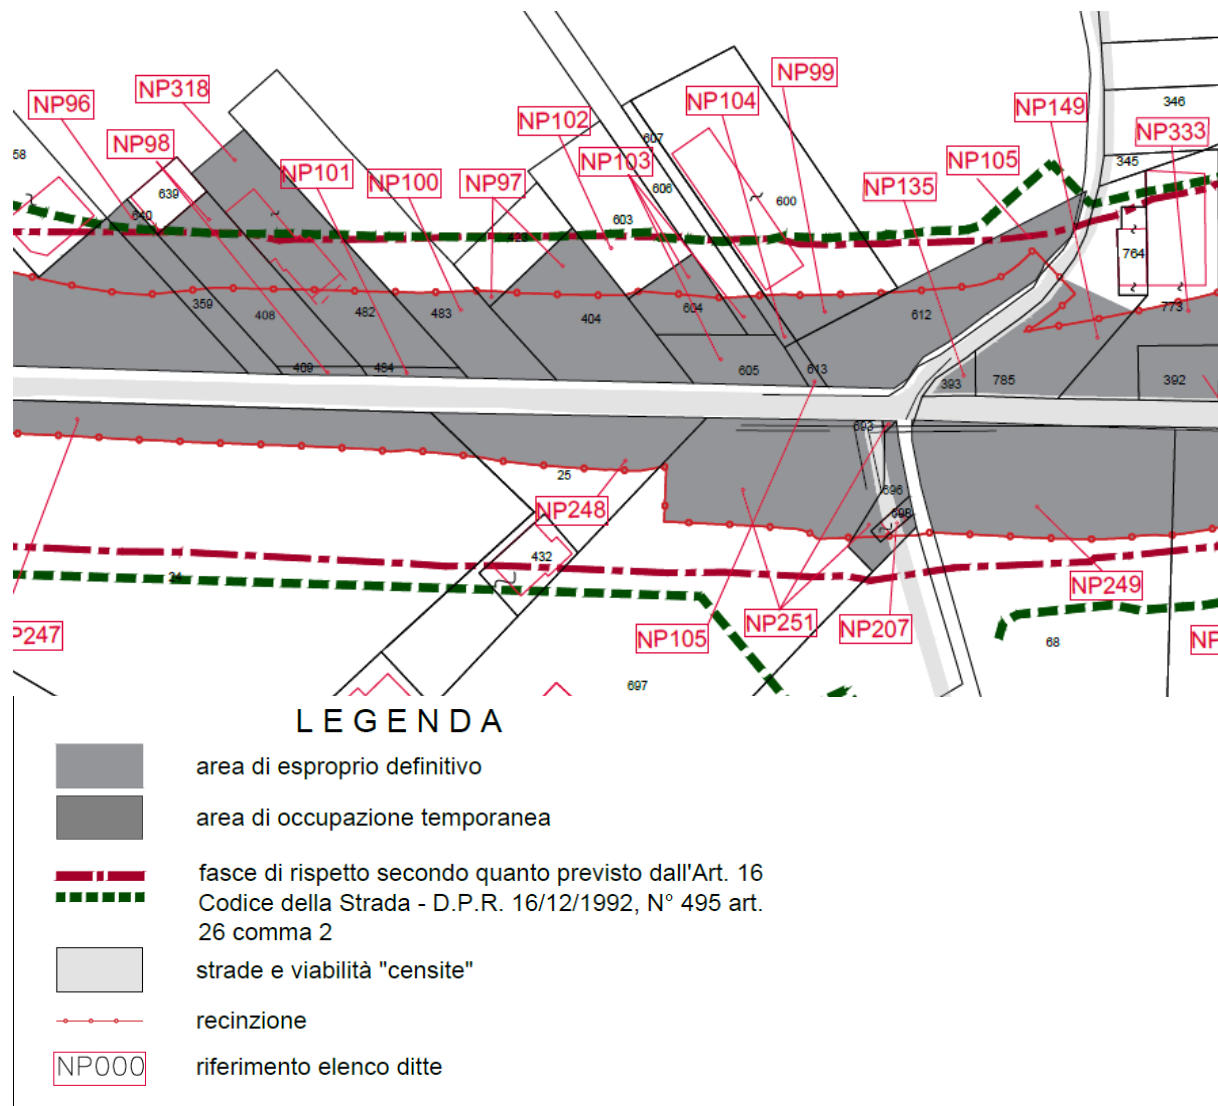 NP318
NP96
NP98
NP101
NP100
NP97
NP102
NP103
NP104
NP99
NP135
NP105
NP149
NP333
58
639
640
423
603
607
606
600
346
345
764
773
359
408
482
483
404
604
612
409
484
605
613
393
785
392
693
25
NP248
696
698
432
24
P247
NP105
NP251
NP207
NP249
NP
68
697
LEGENDA
area di esproprio definitivo
area di occupazione temporanea
fasce di rispetto secondo quanto previsto dall'Art. 16
Codice della Strada - D.P.R. 16/12/1992, N° 495 art.
26 comma 2
strade e viabilità "censite"
recinzione
NP000 riferimento elenco ditte